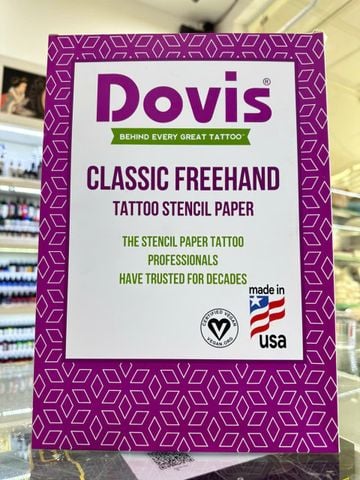 Dovis®
BEHIND EVERY GREAT TATTOO™
CLASSIC FREEHAND
TATTOO STENCIL PAPER
THE STENCIL PAPER TATTOO
PROFESSIONALS
HAVE TRUSTED FOR DECADES
made in
usa
CERTIFIED VEGAN
VEGAN.ORG